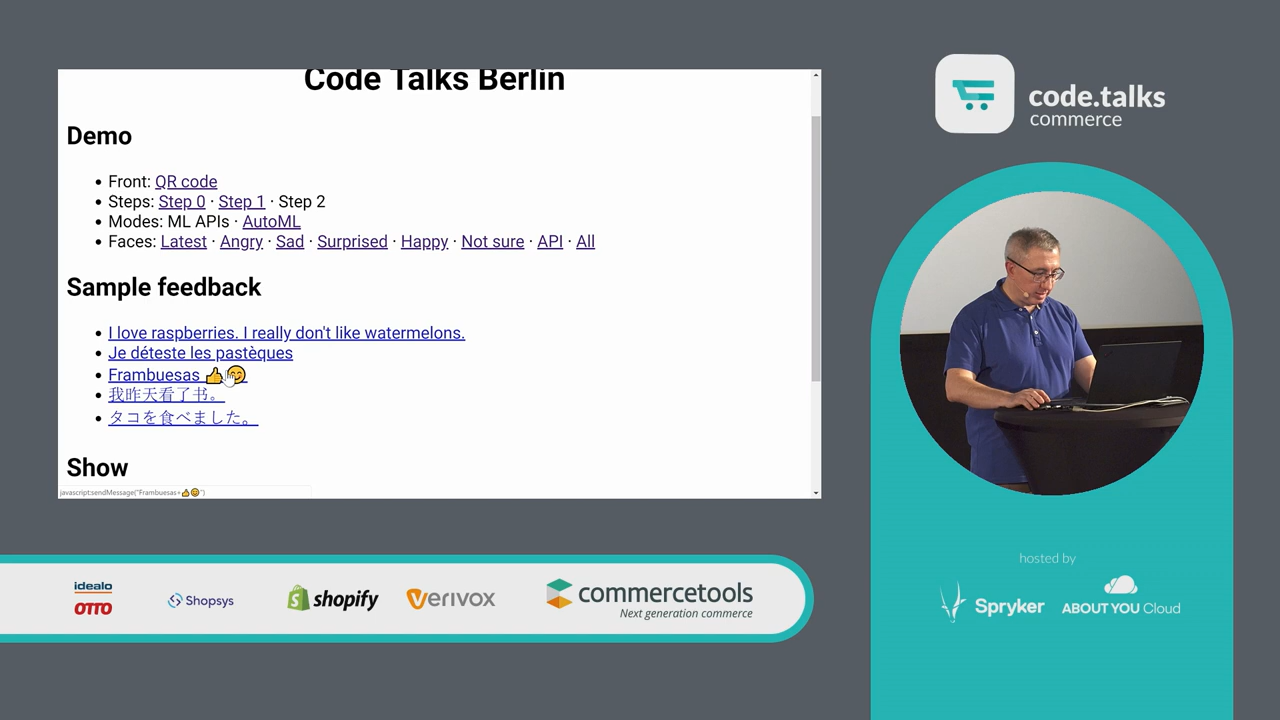 Code Talks Berlin
Demo
• Front: QR code
• Steps: Step 0 · Step 1 · Step 2
• Modes: ML APIs · AutoML
• Faces: Latest · Angry · Sad · Surprised · Happy · Not sure · API · All
Sample feedback
• I love raspberries. I really don't like watermelons.
• Je déteste les pastèques
• Frambuesas 👍😊
• 我昨天看了书。
• タコを食べました。
Show
javascript:sendMessage("Frambuesas+👍😊")
code.talks
commerce
hosted by
Spryker
ABOUT YOU Cloud
idealo
OTTO
Shopsys
shopify
Verivox
commercetools
Next generation commerce